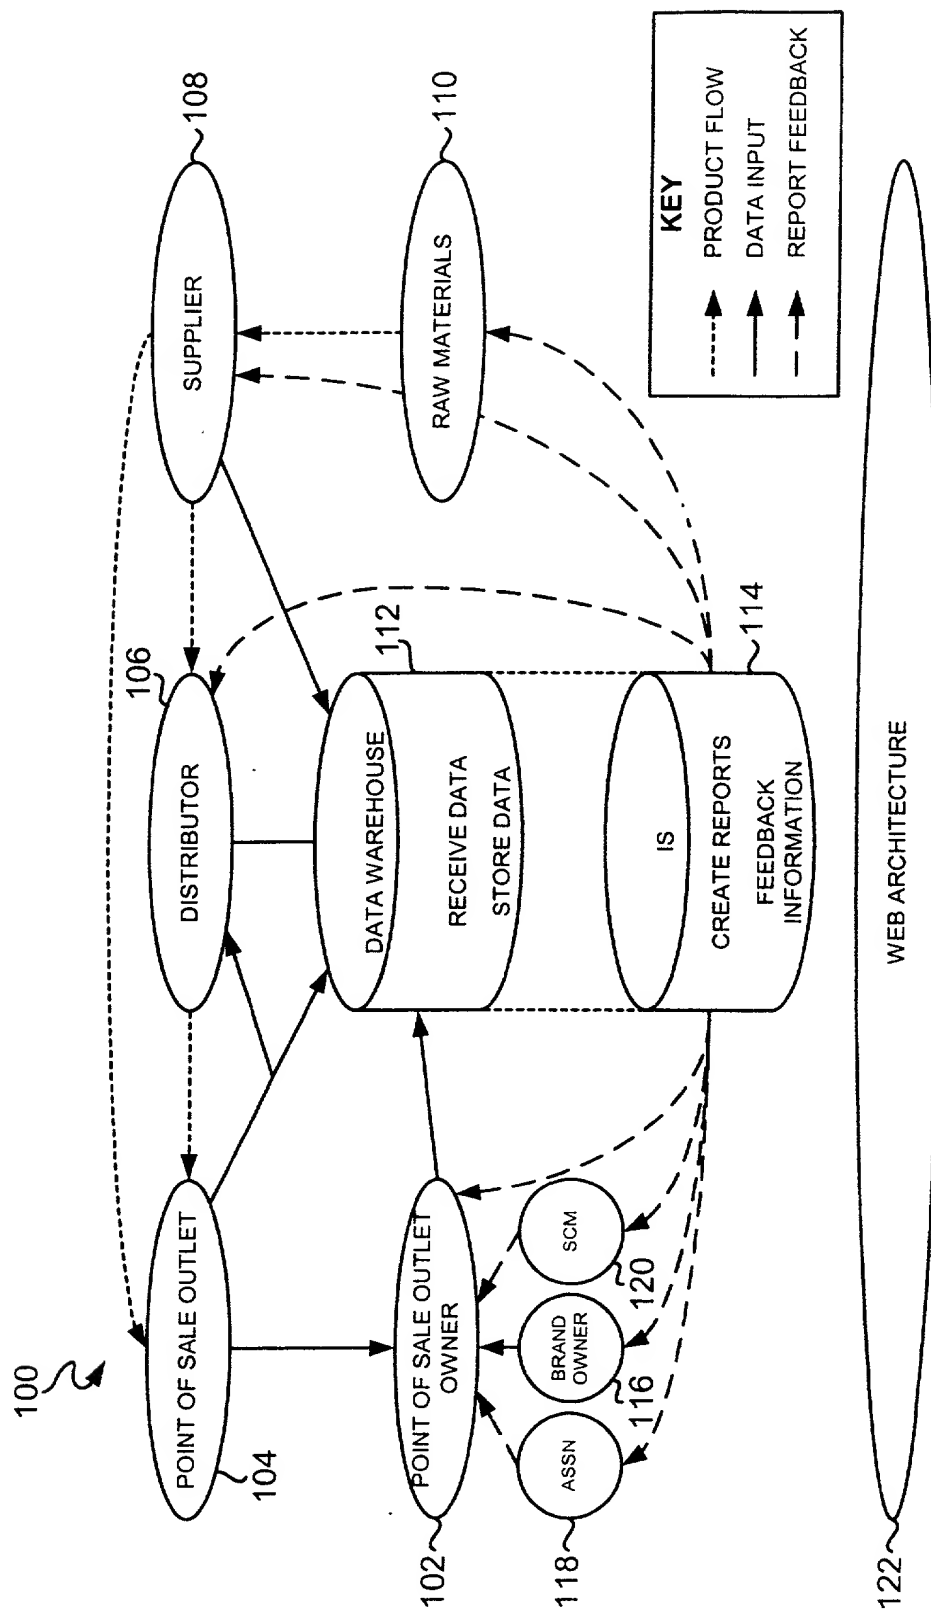 100
POINT OF SALE OUTLET
104
DISTRIBUTOR
106
SUPPLIER
108
POINT OF SALE OUTLET
OWNER
102
DATA WAREHOUSE
RECEIVE DATA
STORE DATA
112
RAW MATERIALS
110
ASSN
118
BRAND
OWNER
116
SCM
120
IS
CREATE REPORTS
FEEDBACK
INFORMATION
114
KEY
PRODUCT FLOW
DATA INPUT
REPORT FEEDBACK
WEB ARCHITECTURE
122